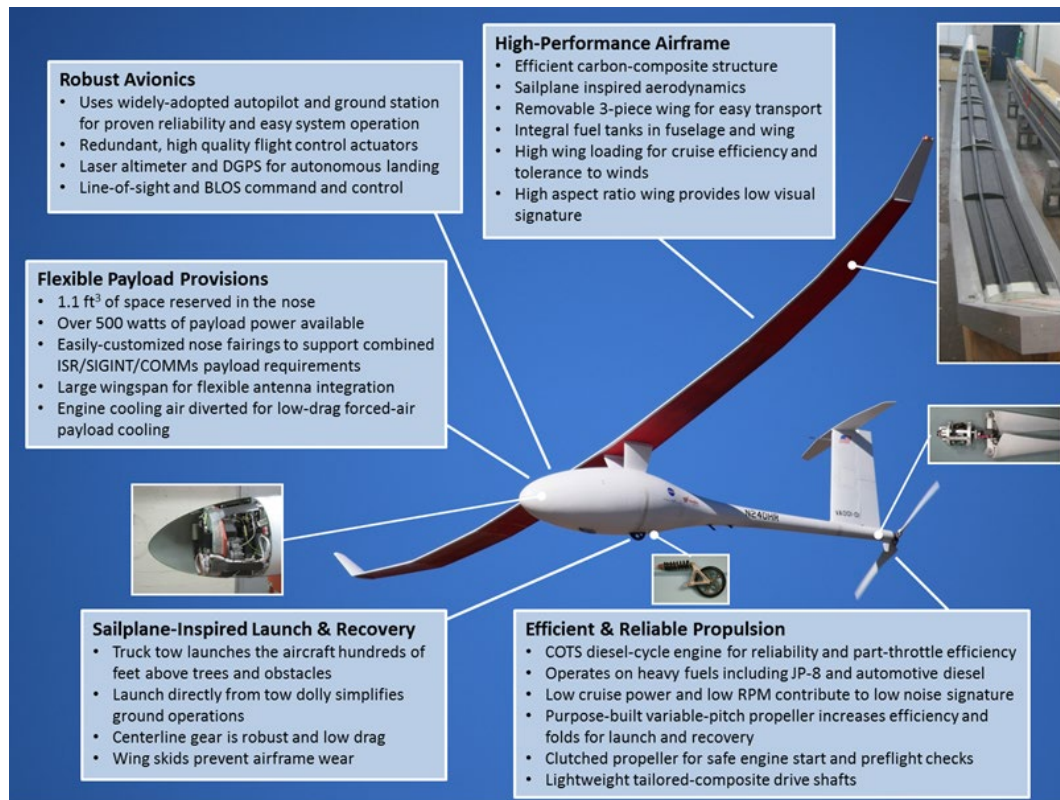 Robust Avionics
• Uses widely-adopted autopilot and ground station
for proven reliability and easy system operation
• Redundant, high quality flight control actuators
• Laser altimeter and DGPS for autonomous landing
• Line-of-sight and BLOS command and control
High-Performance Airframe
• Efficient carbon-composite structure
• Sailplane inspired aerodynamics
• Removable 3-piece wing for easy transport
• Integral fuel tanks in fuselage and wing
• High wing loading for cruise efficiency and
tolerance to winds
• High aspect ratio wing provides low visual
signature
Flexible Payload Provisions
• 1.1 ft³ of space reserved in the nose
• Over 500 watts of payload power available
• Easily-customized nose fairings to support combined
ISR/SIGINT/COMMs payload requirements
• Large wingspan for flexible antenna integration
• Engine cooling air diverted for low-drag forced-air
payload cooling
N240HR
VA001-01
Sailplane-Inspired Launch & Recovery
• Truck tow launches the aircraft hundreds of
feet above trees and obstacles
• Launch directly from tow dolly simplifies
ground operations
• Centerline gear is robust and low drag
• Wing skids prevent airframe wear
Efficient & Reliable Propulsion
• COTS diesel-cycle engine for reliability and part-throttle efficiency
• Operates on heavy fuels including JP-8 and automotive diesel
• Low cruise power and low RPM contribute to low noise signature
• Purpose-built variable-pitch propeller increases efficiency and
folds for launch and recovery
• Clutched propeller for safe engine start and preflight checks
• Lightweight tailored-composite drive shafts